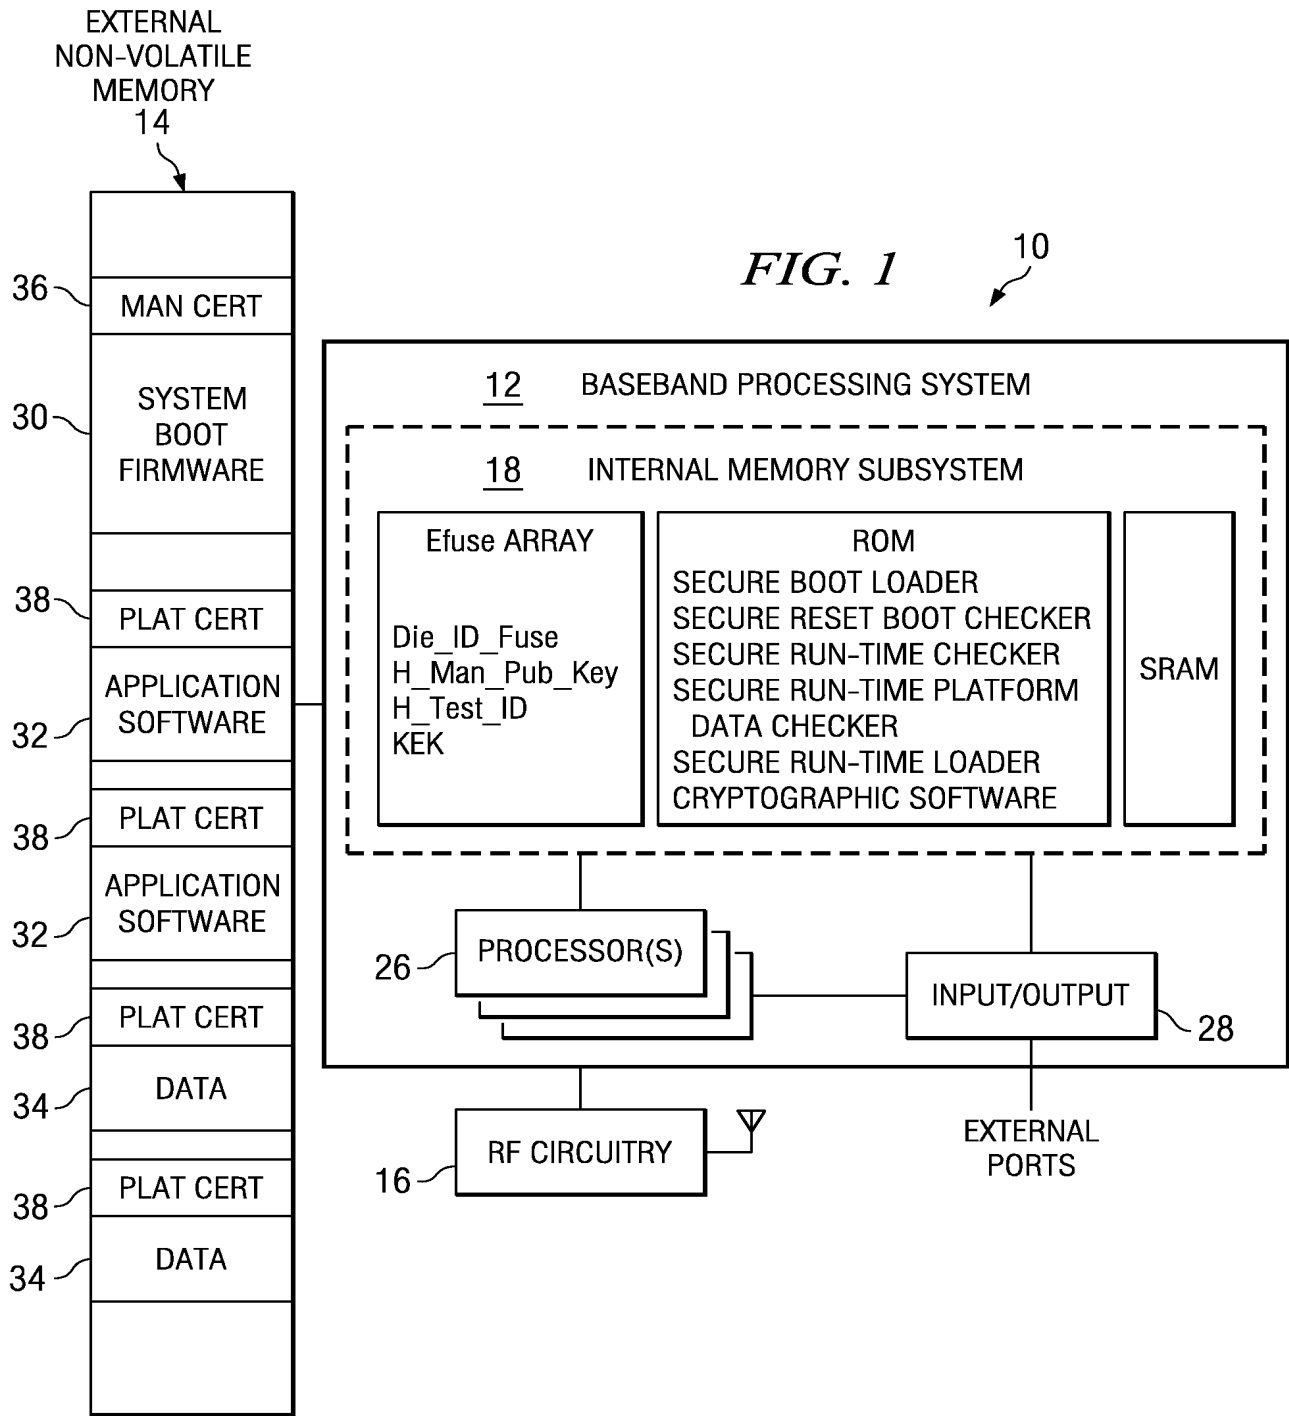 EXTERNAL
NON-VOLATILE
MEMORY
14
36
MAN CERT
30
SYSTEM
BOOT
FIRMWARE
38
PLAT CERT
32
APPLICATION
SOFTWARE
38
PLAT CERT
32
APPLICATION
SOFTWARE
38
PLAT CERT
34
DATA
38
PLAT CERT
34
DATA
FIG. 1
10
12 BASEBAND PROCESSING SYSTEM
18 INTERNAL MEMORY SUBSYSTEM
Efuse ARRAY
Die_ID_Fuse
H_Man_Pub_Key
H_Test_ID
KEK
ROM
SECURE BOOT LOADER
SECURE RESET BOOT CHECKER
SECURE RUN-TIME CHECKER
SECURE RUN-TIME PLATFORM
DATA CHECKER
SECURE RUN-TIME LOADER
CRYPTOGRAPHIC SOFTWARE
SRAM
26
PROCESSOR(S)
INPUT/OUTPUT
28
16
RF CIRCUITRY
EXTERNAL
PORTS